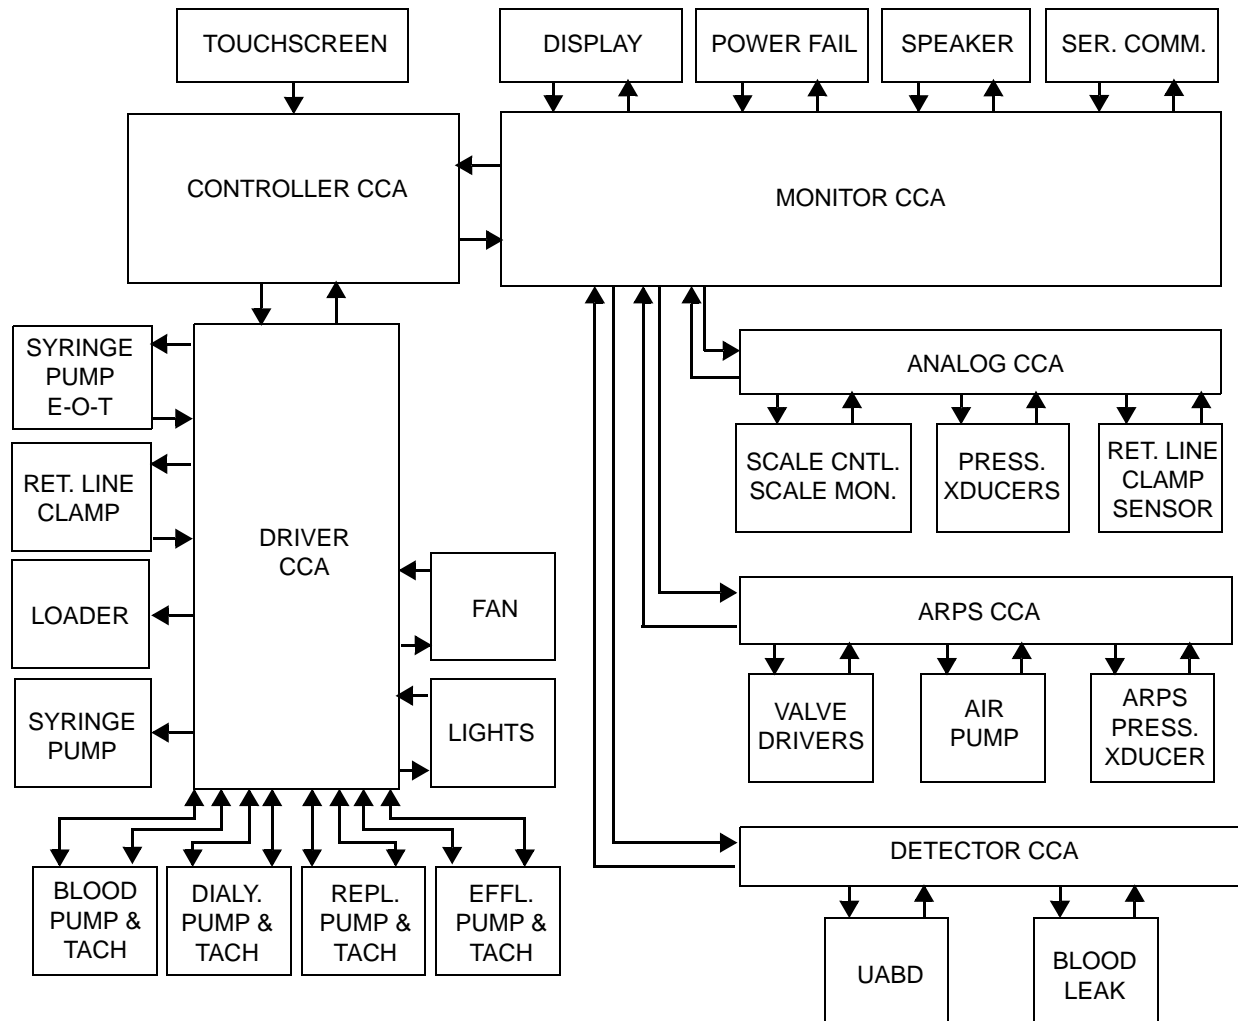 TOUCHSCREEN
DISPLAY
POWER FAIL
SPEAKER
SER. COMM.
CONTROLLER CCA
MONITOR CCA
SYRINGE
PUMP
E-O-T
RET. LINE
CLAMP
LOADER
SYRINGE
PUMP
DRIVER
CCA
FAN
LIGHTS
BLOOD
PUMP &
TACH
DIALY.
PUMP &
TACH
REPL.
PUMP &
TACH
EFFL.
PUMP &
TACH
ANALOG CCA
SCALE CNTL.
SCALE MON.
PRESS.
XDUCERS
RET. LINE
CLAMP
SENSOR
ARPS CCA
VALVE
DRIVERS
AIR
PUMP
ARPS
PRESS.
XDUCER
DETECTOR CCA
UABD
BLOOD
LEAK